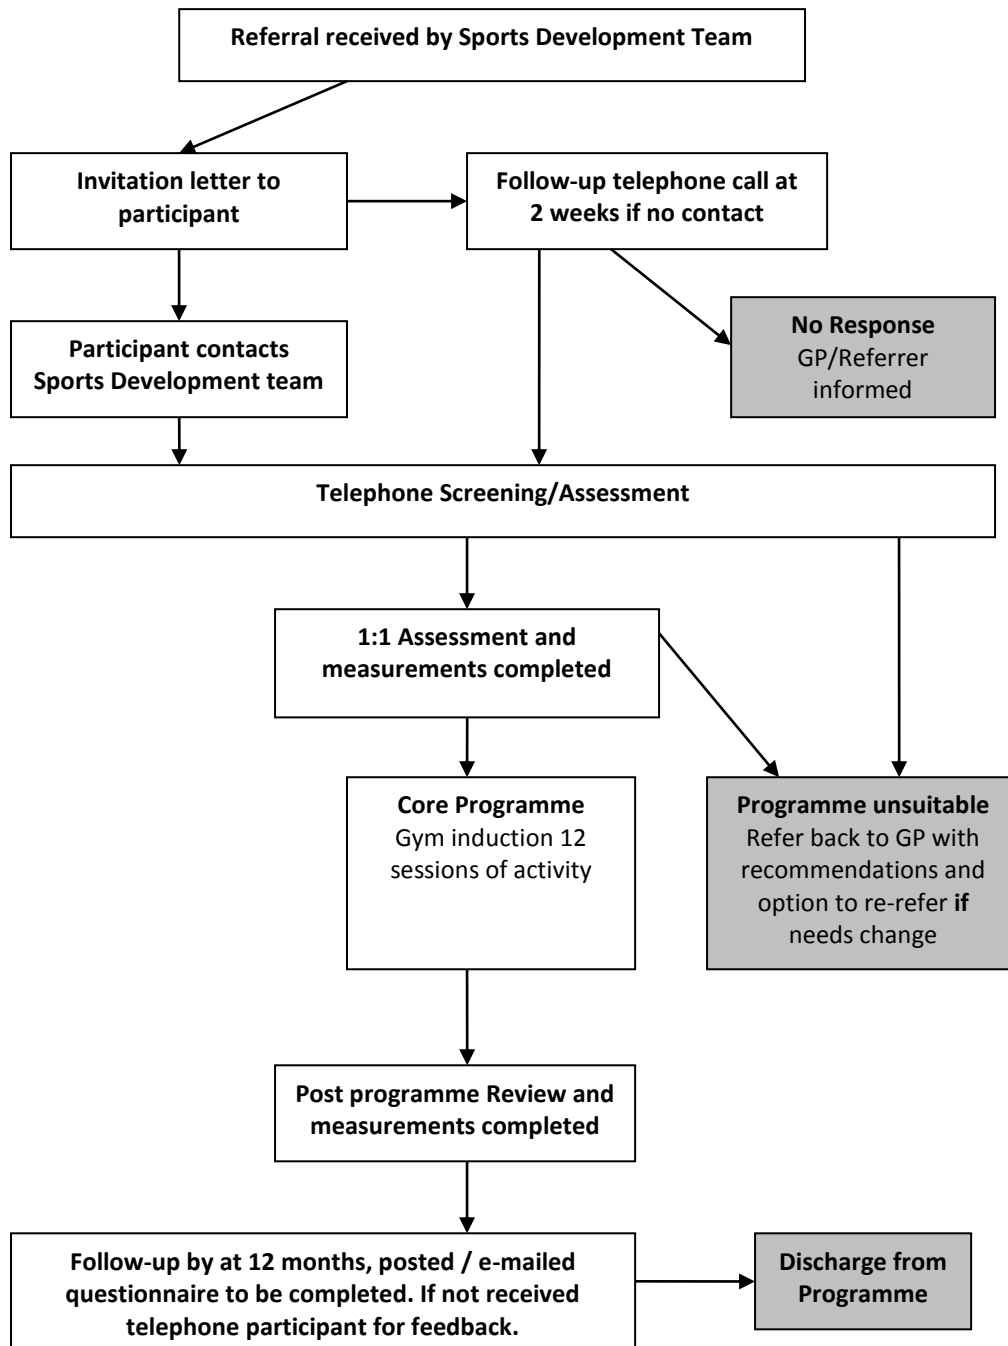 Referral received by Sports Development Team
Invitation letter to
participant
Follow-up telephone call at
2 weeks if no contact
No Response
GP/Referrer
informed
Participant contacts
Sports Development team
Telephone Screening/Assessment
1:1 Assessment and
measurements completed
Core Programme
Gym induction 12
sessions of activity
Programme unsuitable
Refer back to GP with
recommendations and
option to re-refer if
needs change
Post programme Review and
measurements completed
Follow-up by at 12 months, posted / e-mailed
questionnaire to be completed. If not received
telephone participant for feedback.
Discharge from
Programme